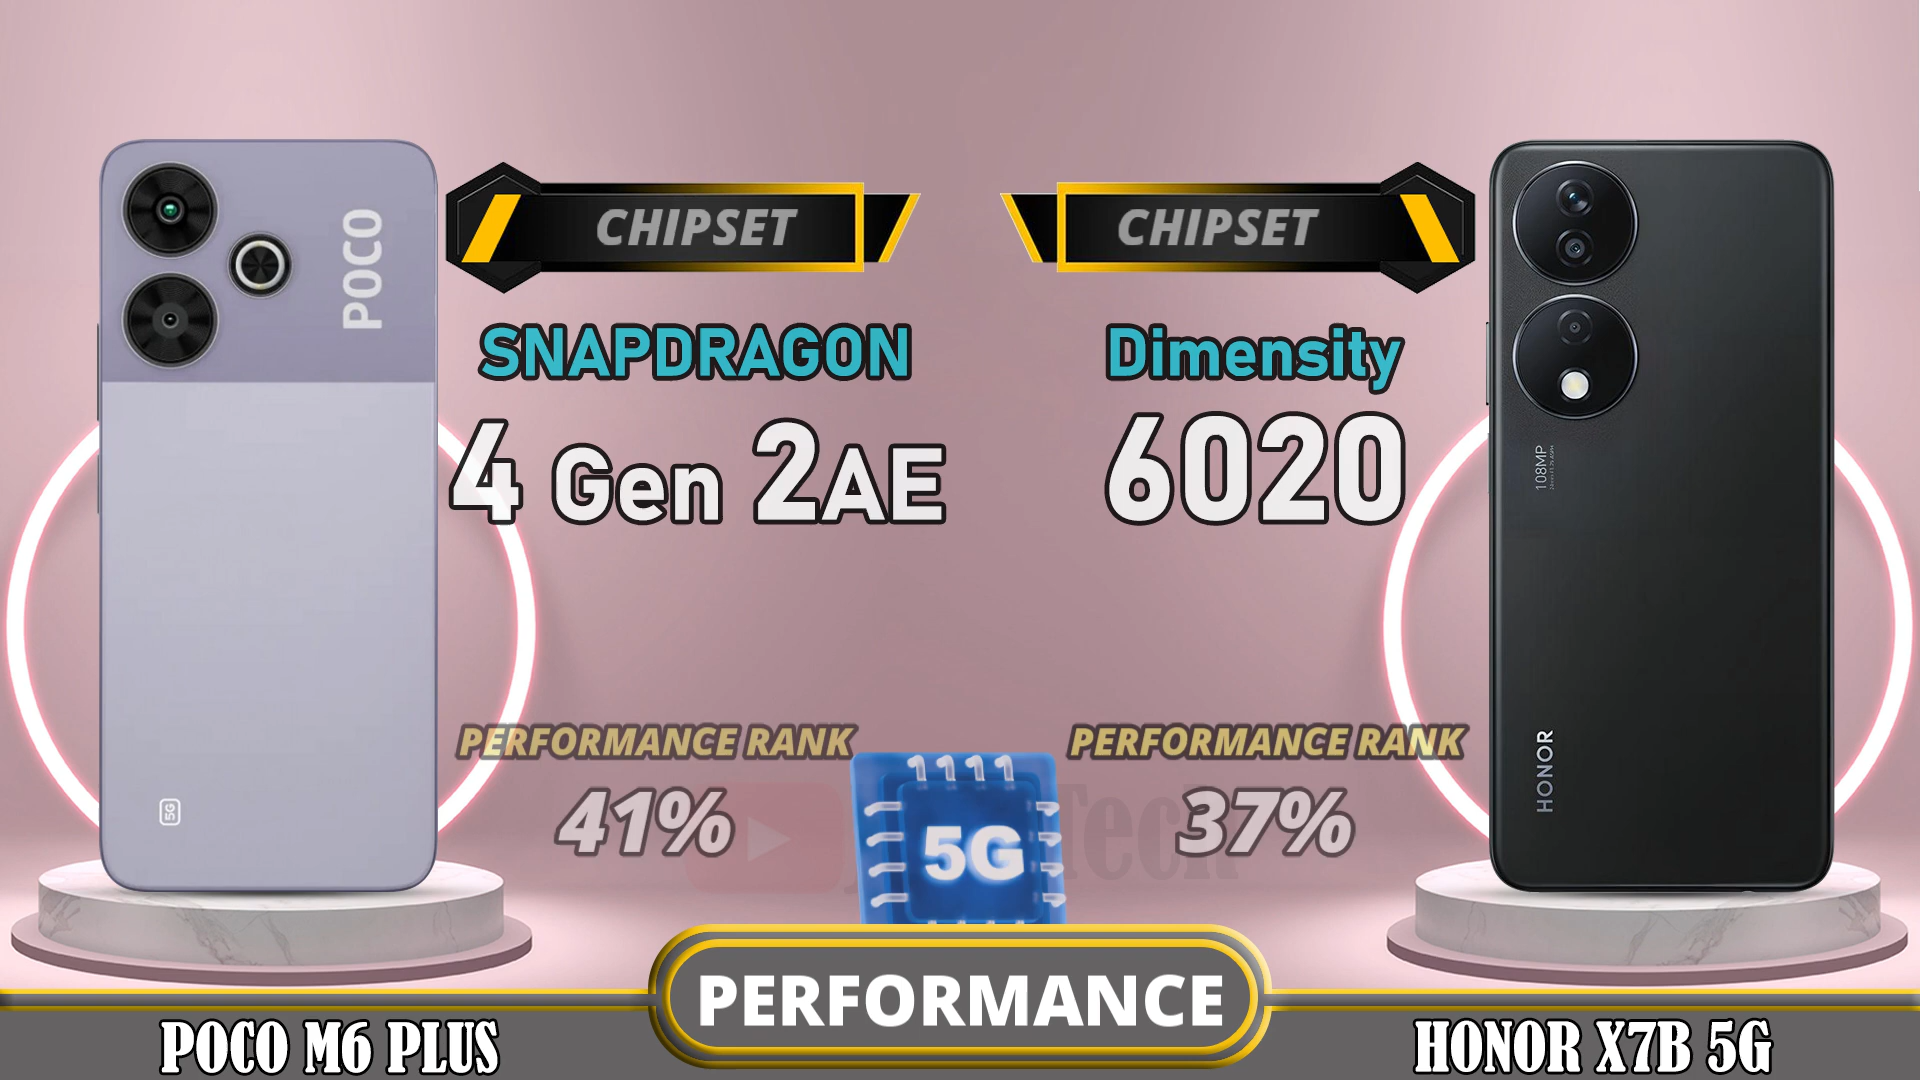 POCO
CHIPSET
CHIPSET
SNAPDRAGON
Dimensity
4 Gen 2AE
6020
108MP
PERFORMANCE RANK
PERFORMANCE RANK
41%
37%
5G
5G
Tech
HONOR
PERFORMANCE
POCO M6 PLUS
HONOR X7B 5G